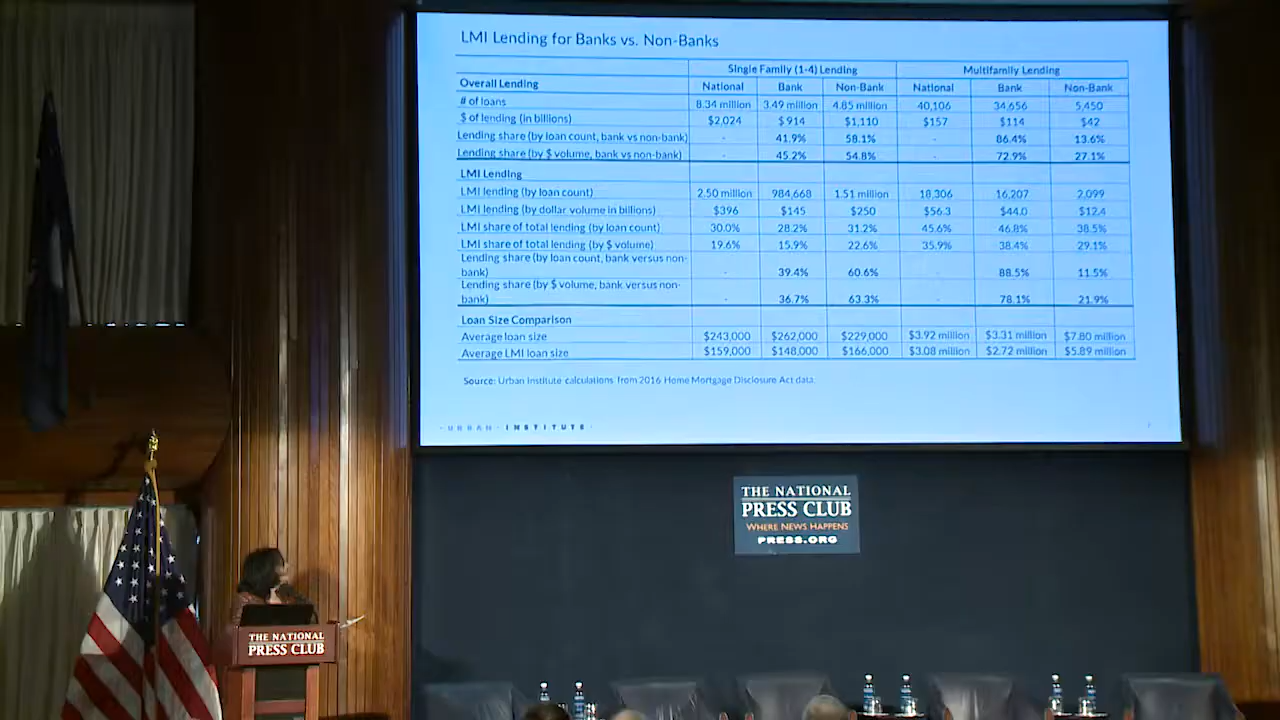 LMI Lending for Banks vs. Non-Banks
Single Family (1-4) Lending Multifamily Lending
Overall Lending National Bank Non-Bank National Bank Non-Bank
# of loans 8.34 million 3.49 million 4.85 million 40,106 34,656 5,450
$ of lending (in billions) $2,024 $914 $1,110 $157 $114 $42
Lending share (by loan count, bank vs non-bank) - 41.9% 58.1% - 86.4% 13.6%
Lending share (by $ volume, bank vs non-bank) - 45.2% 54.8% - 72.9% 27.1%
LMI Lending
LMI lending (by loan count) 2.50 million 984,668 1.51 million 18,306 16,207 2,099
LMI lending (by dollar volume in billions) $396 $145 $250 $56.3 $44.0 $12.4
LMI share of total lending (by loan count) 30.0% 28.2% 31.2% 45.6% 46.8% 38.5%
LMI share of total lending (by $ volume) 19.6% 15.9% 22.6% 35.9% 38.4% 29.1%
Lending share (by loan count, bank versus non-
bank) - 39.4% 60.6% - 88.5% 11.5%
Lending share (by $ volume, bank versus non-
bank) - 36.7% 63.3% - 78.1% 21.9%
Loan Size Comparison
Average loan size $243,000 $262,000 $229,000 $3.92 million $3.31 million $7.80 million
Average LMI loan size $159,000 $148,000 $166,000 $3.08 million $2.72 million $5.89 million
Source: Urban Institute calculations from 2016 Home Mortgage Disclosure Act data.
· URBAN · INSTITUTE ·
THE NATIONAL
PRESS CLUB
WHERE NEWS HAPPENS
PRESS.ORG
THE NATIONAL
PRESS CLUB